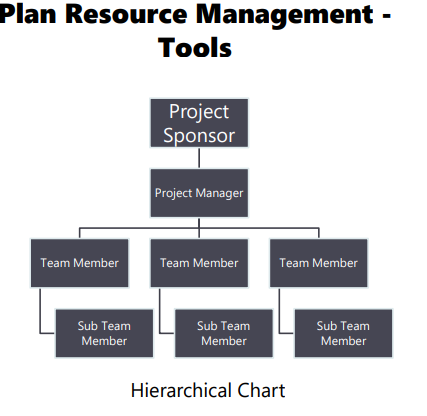 Plan Resource Management -
Tools
Project
Sponsor
Project Manager
Team Member
Team Member
Team Member
Sub Team
Member
Sub Team
Member
Sub Team
Member
Hierarchical Chart